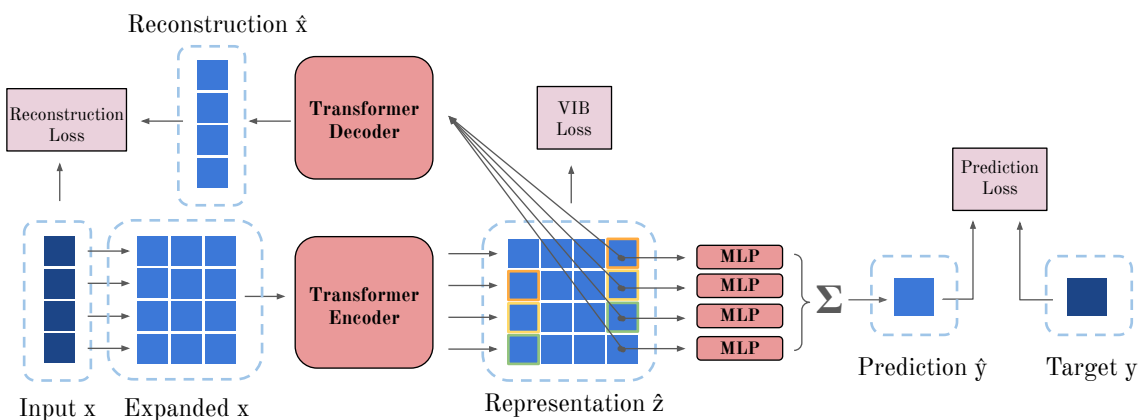 Reconstruction x̂
Reconstruction
Loss
Transformer
Decoder
VIB
Loss
Prediction
Loss
Transformer
Encoder
MLP
MLP
MLP
MLP
Σ
Input x
Expanded x
Representation ẑ
Prediction ŷ
Target y